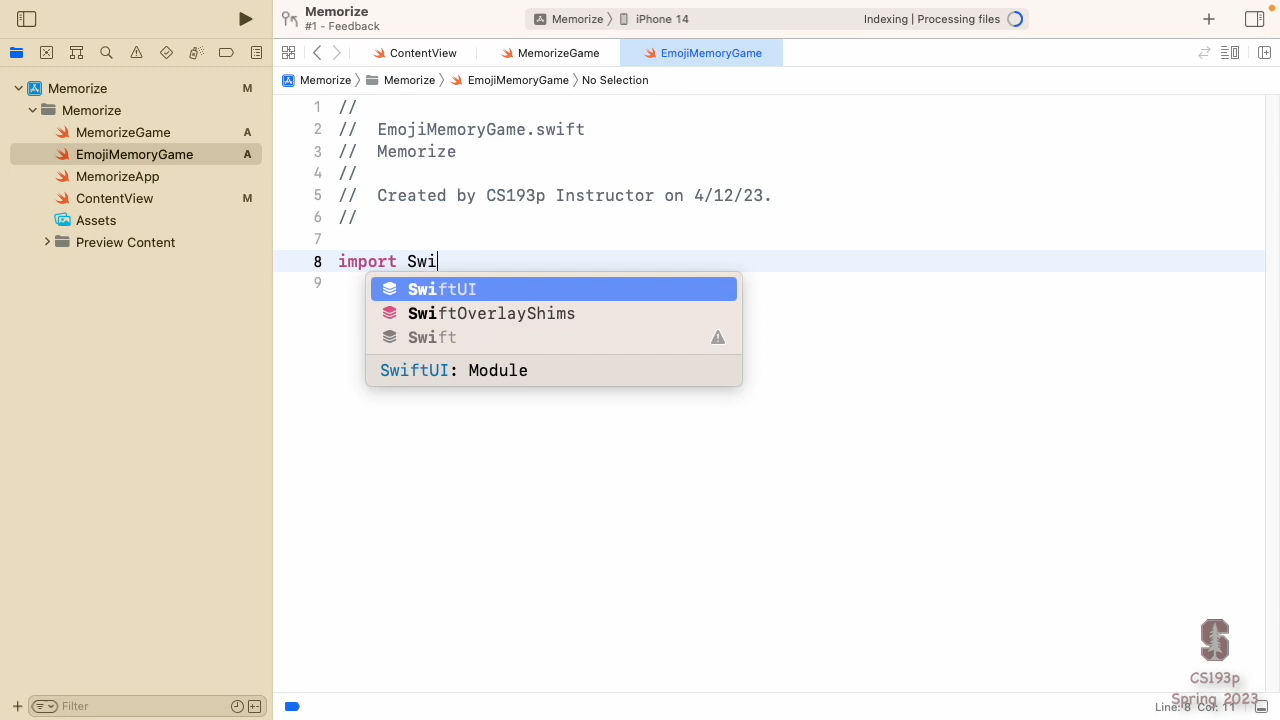 Memorize
#1 - Feedback
Memorize
iPhone 14
Indexing | Processing files
ContentView
MemorizeGame
EmojiMemoryGame
Memorize
Memorize
EmojiMemoryGame
No Selection
Memorize M
Memorize
MemorizeGame A
EmojiMemoryGame A
MemorizeApp
ContentView M
Assets
Preview Content
Filter
1 //
2 // EmojiMemoryGame.swift
3 // Memorize
4 //
5 // Created by CS193p Instructor on 4/12/23.
6 //
7
8 import Swi
9
SwiftUI
SwiftOverlayShims
Swift
SwiftUI: Module
CS193p
Spring 2023
Line: 8 Col: 11